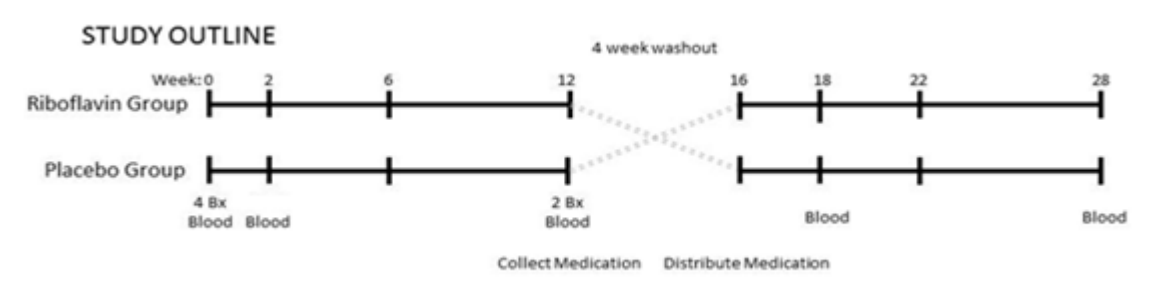 STUDY OUTLINE
4 week washout
Week: 0 2 6 12 16 18 22 28
Riboflavin Group
Placebo Group
4 Bx 2 Bx
Blood Blood Blood Blood Blood
Collect Medication Distribute Medication